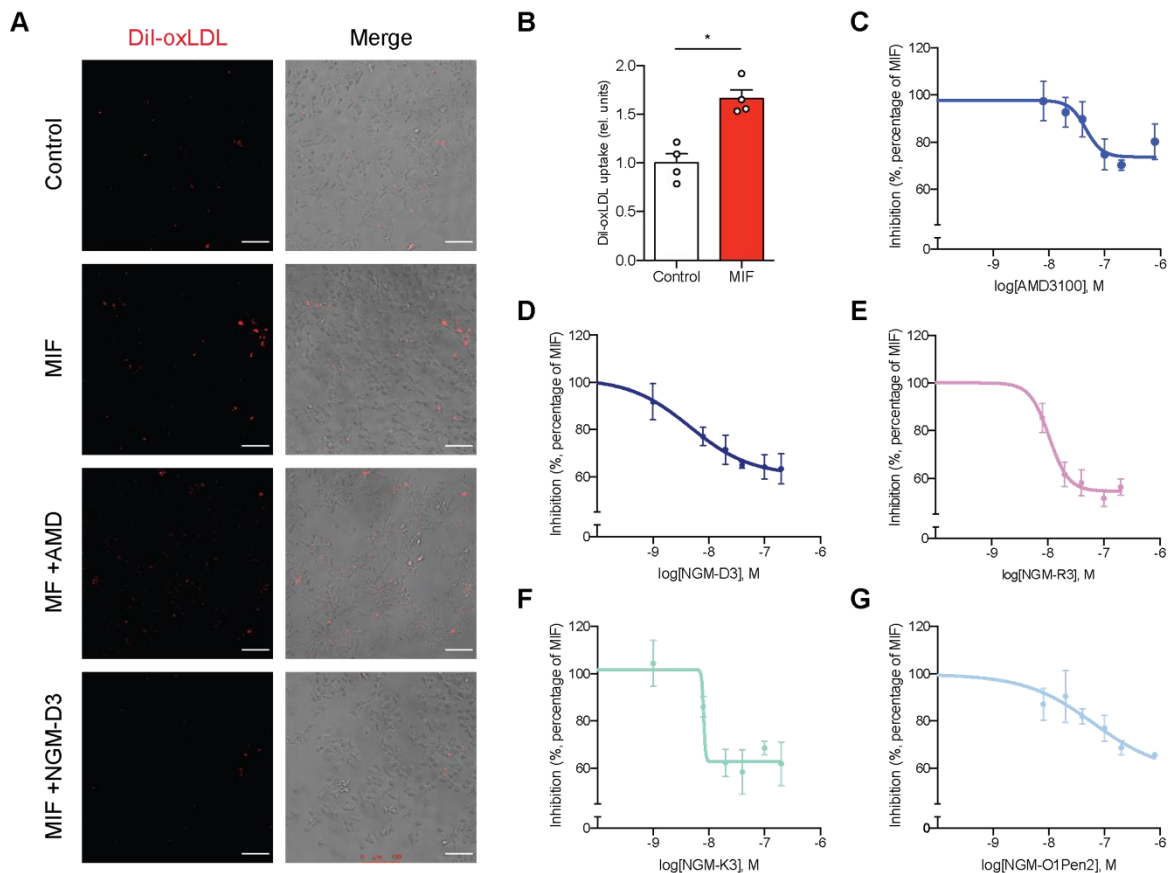 A
Dil-oxLDL
Merge
Control
MIF
MF +AMD
MIF +NGM-D3
B
*
Dil-oxLDL uptake (rel. units)
2.0
1.5
1.0
0.5
0.0
Control
MIF
C
Inhibition (%, percentage of MIF)
120
100
80
60
0
-9
-8
-7
-6
log[AMD3100], M
D
Inhibition (%, percentage of MIF)
120
100
80
60
0
-9
-8
-7
-6
log[NGM-D3], M
E
Inhibition (%, percentage of MIF)
120
100
80
60
0
-9
-8
-7
-6
log[NGM-R3], M
F
Inhibition (%, percentage of MIF)
120
100
80
60
0
-9
-8
-7
-6
log[NGM-K3], M
G
Inhibition (%, percentage of MIF)
120
100
80
60
0
-9
-8
-7
-6
log[NGM-O1Pen2], M